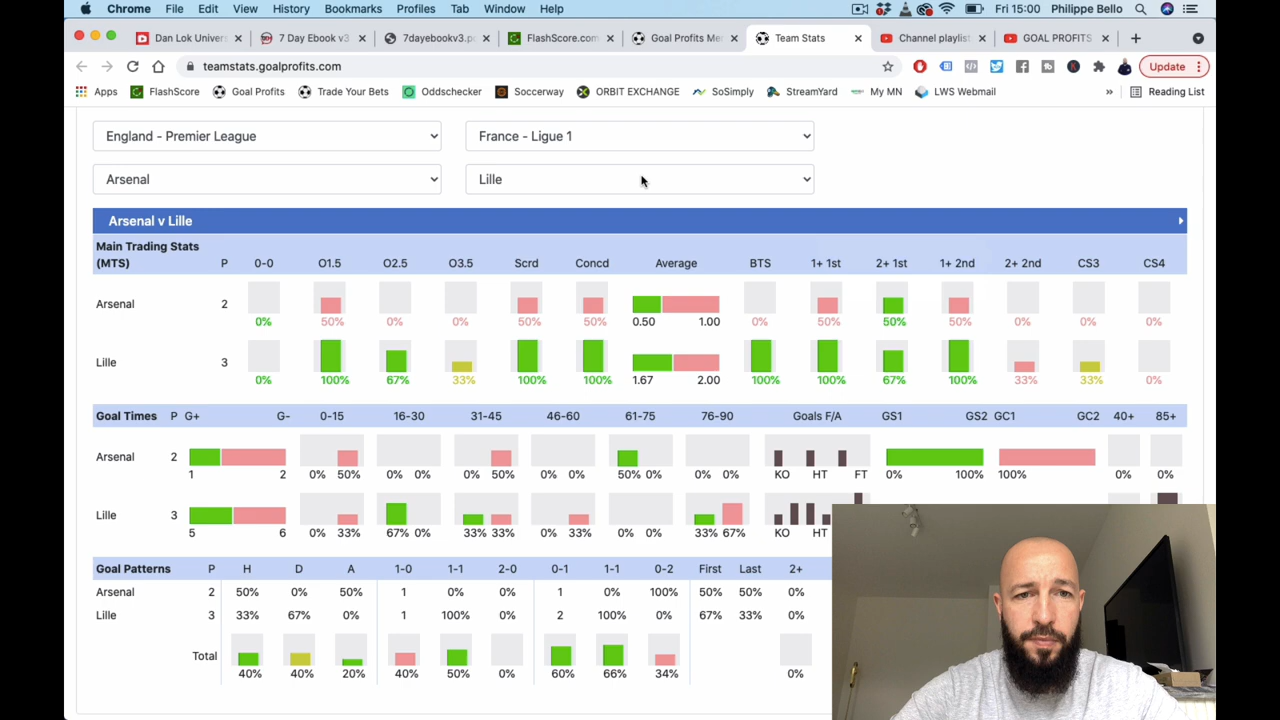 Chrome File Edit View History Bookmarks Profiles Tab Window Help Fri 15:00 Philippe Bello
Dan Lok Univers 7 Day Ebook v3 7dayebookv3.po FlashScore.com Goal Profits Me Team Stats Channel playlist GOAL PROFITS
teamstats.goalprofits.com Update
Apps FlashScore Goal Profits Trade Your Bets Oddschecker Soccerway ORBIT EXCHANGE SoSimply StreamYard My MN LWS Webmail » Reading List
England - Premier League France - Ligue 1
Arsenal Lille
Arsenal v Lille
Main Trading Stats
(MTS) P 0-0 O1.5 O2.5 O3.5 Scrd Concd Average BTS 1+ 1st 2+ 1st 1+ 2nd 2+ 2nd CS3 CS4
Arsenal 2
0% 50% 0% 0% 50% 50% 0.50 1.00 0% 50% 50% 50% 0% 0% 0%
Lille 3
0% 100% 67% 33% 100% 100% 1.67 2.00 100% 100% 67% 100% 33% 33% 0%
Goal Times P G+ G- 0-15 16-30 31-45 46-60 61-75 76-90 Goals F/A GS1 GS2 GC1 GC2 40+ 85+
Arsenal 2
1 2 0% 50% 0% 0% 0% 50% 0% 0% 50% 0% 0% 0% KO HT FT 0% 100% 100% 0% 0%
Lille 3
5 6 0% 33% 67% 0% 33% 33% 0% 33% 0% 0% 33% 67% KO HT
Goal Patterns P H D A 1-0 1-1 2-0 0-1 1-1 0-2 First Last 2+
Arsenal 2 50% 0% 50% 1 0% 0% 1 0% 100% 50% 50% 0%
Lille 3 33% 67% 0% 1 100% 0% 2 100% 0% 67% 33% 0%
Total
40% 40% 20% 40% 50% 0% 60% 66% 34% 0%